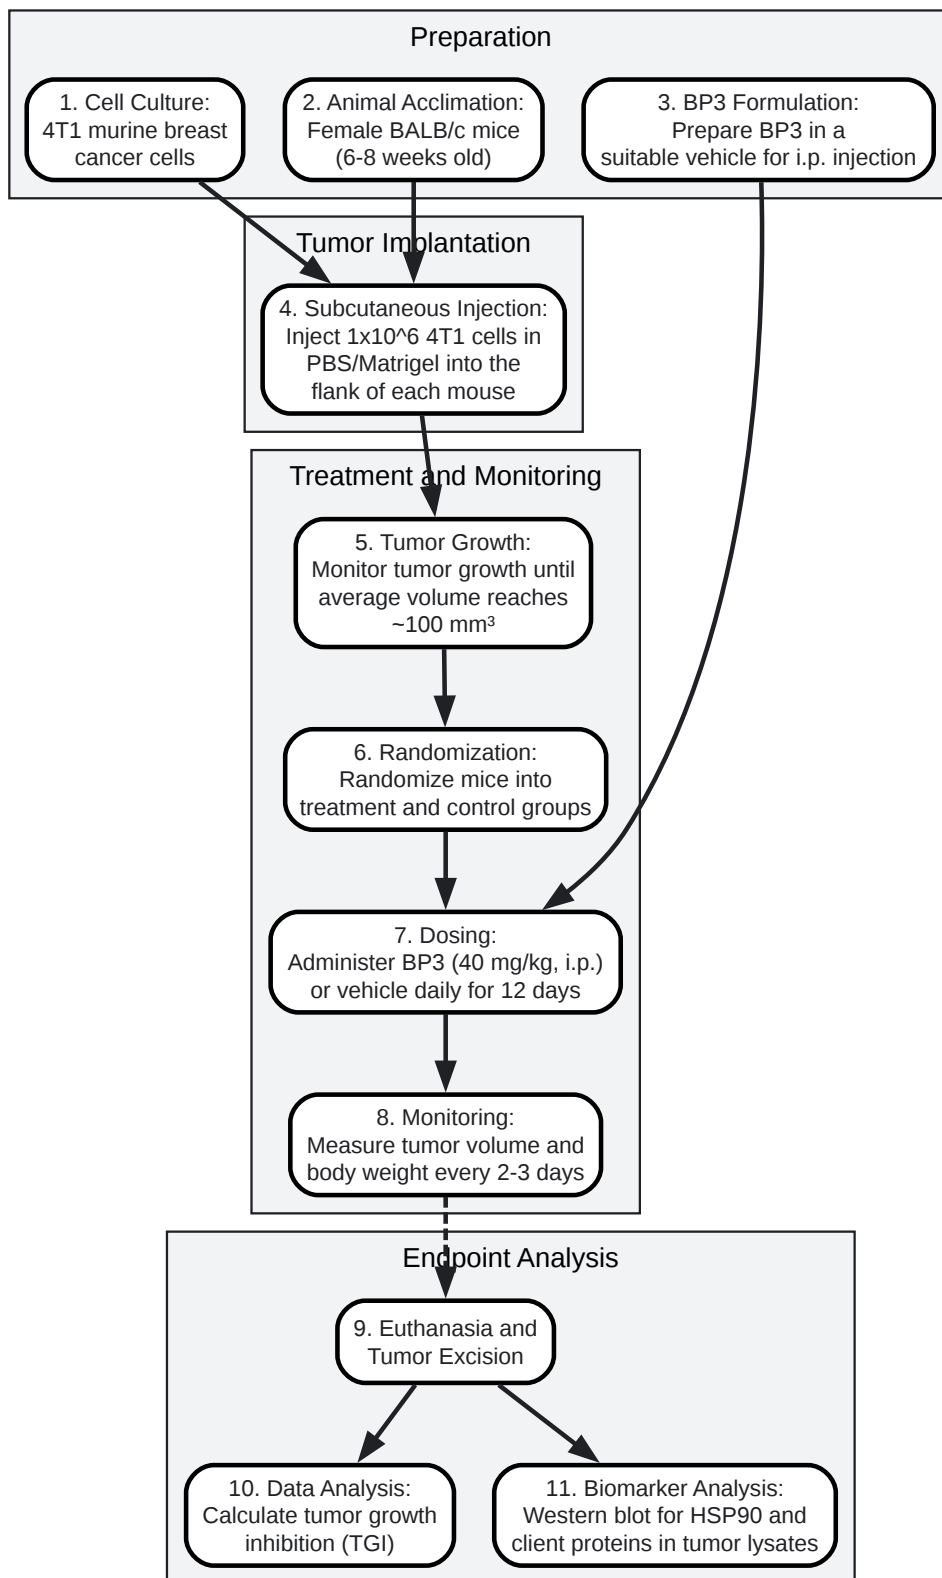 Preparation
1. Cell Culture:
4T1 murine breast
cancer cells
2. Animal Acclimation:
Female BALB/c mice
(6-8 weeks old)
3. BP3 Formulation:
Prepare BP3 in a
suitable vehicle for i.p. injection
Tumor Implantation
4. Subcutaneous Injection:
Inject 1x10^6 4T1 cells in
PBS/Matrigel into the
flank of each mouse
Treatment and Monitoring
5. Tumor Growth:
Monitor tumor growth until
average volume reaches
~100 mm³
6. Randomization:
Randomize mice into
treatment and control groups
7. Dosing:
Administer BP3 (40 mg/kg, i.p.)
or vehicle daily for 12 days
8. Monitoring:
Measure tumor volume and
body weight every 2-3 days
Endpoint Analysis
9. Euthanasia and
Tumor Excision
10. Data Analysis:
Calculate tumor growth
inhibition (TGI)
11. Biomarker Analysis:
Western blot for HSP90 and
client proteins in tumor lysates